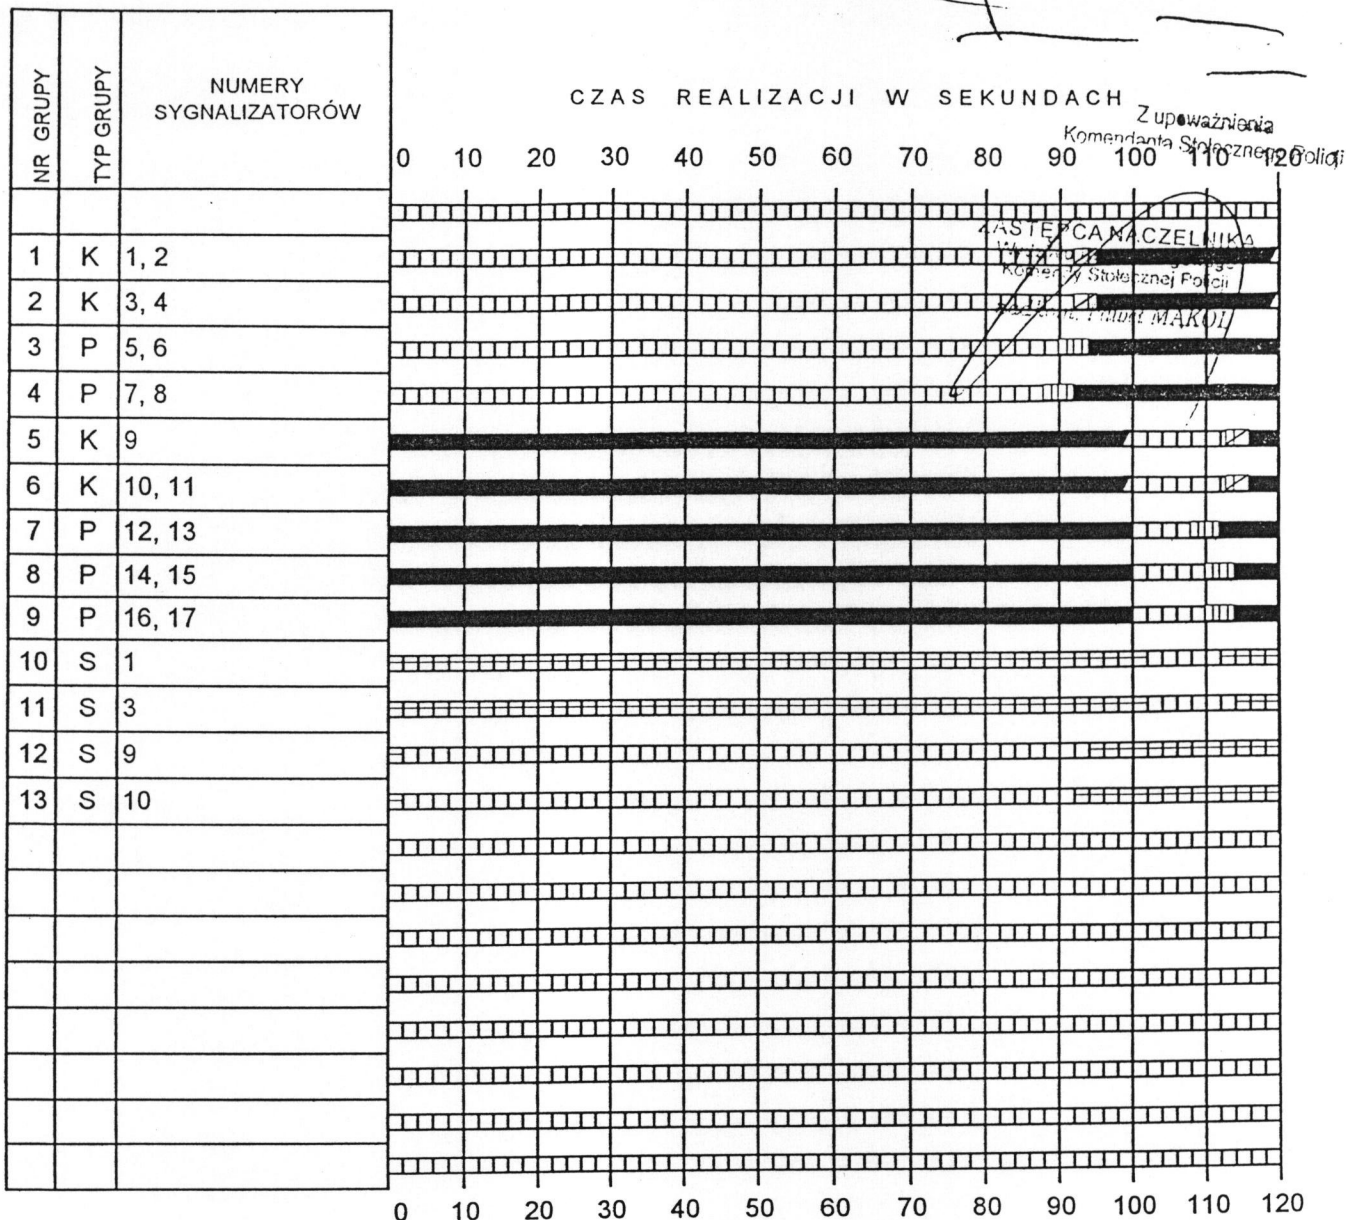 NR GRUPY
TYP GRUPY
NUMERY
SYGNALIZATORÓW
CZAS REALIZACJI W SEKUNDACH
Z upoważnienia
Komendanta Stołecznego Policji
0 10 20 30 40 50 60 70 80 90 100 110 120
ZASTĘPCA NACZELNIKA
Komendy Stołecznej Policji
MAKOL
1 K 1, 2
2 K 3, 4
3 P 5, 6
4 P 7, 8
5 K 9
6 K 10, 11
7 P 12, 13
8 P 14, 15
9 P 16, 17
10 S 1
11 S 3
12 S 9
13 S 10
0 10 20 30 40 50 60 70 80 90 100 110 120